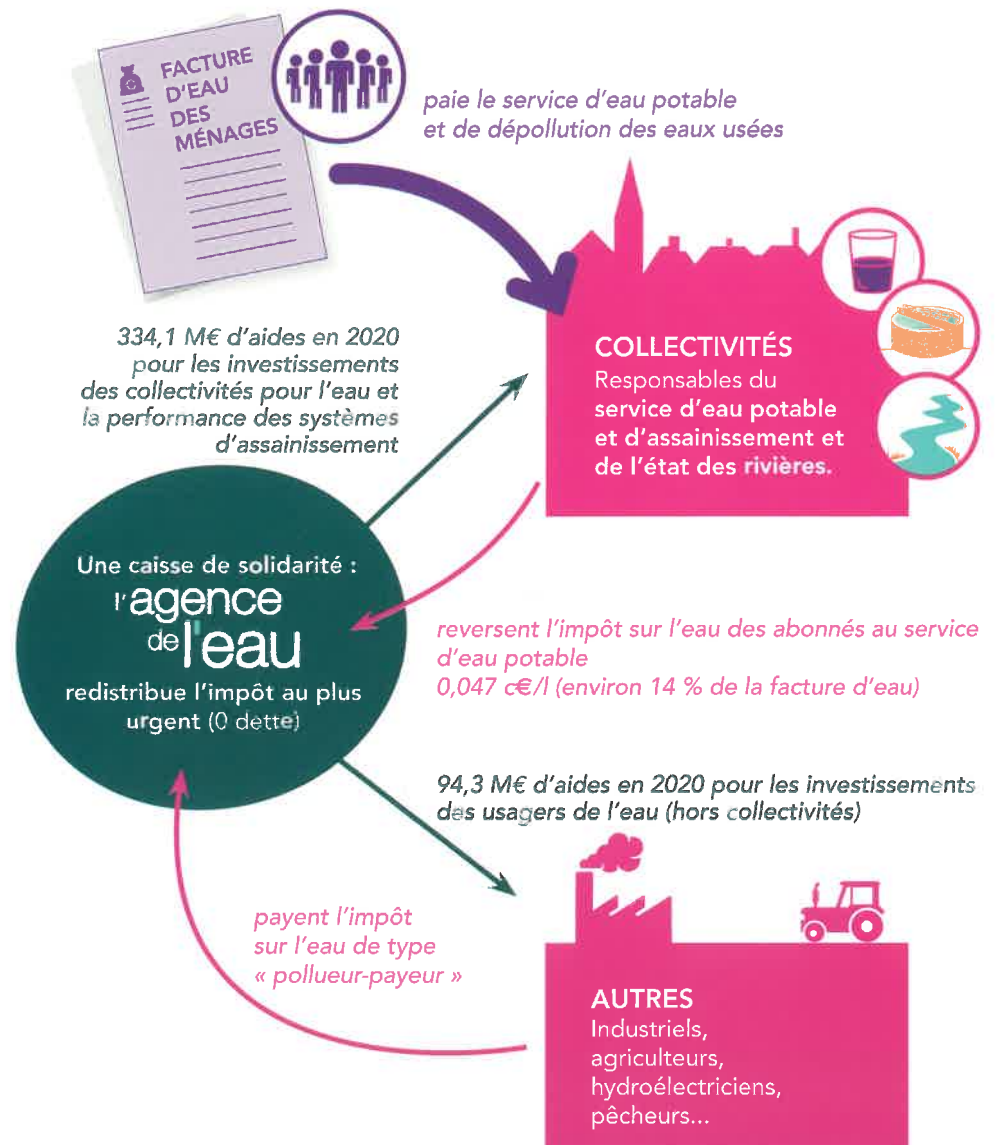 FACTURE
D'EAU
DES
MÉNAGES
paie le service d'eau potable
et de dépollution des eaux usées
334,1 M€ d'aides en 2020
pour les investissements
des collectivités pour l'eau et
la performance des systèmes
d'assainissement
COLLECTIVITÉS
Responsables du
service d'eau potable
et d'assainissement et
de l'état des rivières.
Une caisse de solidarité :
l'agence
de l'eau
redistribue l'impôt au plus
urgent (0 dette)
reversent l'impôt sur l'eau des abonnés au service
d'eau potable
0,047 c€/l (environ 14 % de la facture d'eau)
94,3 M€ d'aides en 2020 pour les investissements
des usagers de l'eau (hors collectivités)
payent l'impôt
sur l'eau de type
« pollueur-payeur »
AUTRES
Industriels,
agriculteurs,
hydroélectriciens,
pêcheurs...